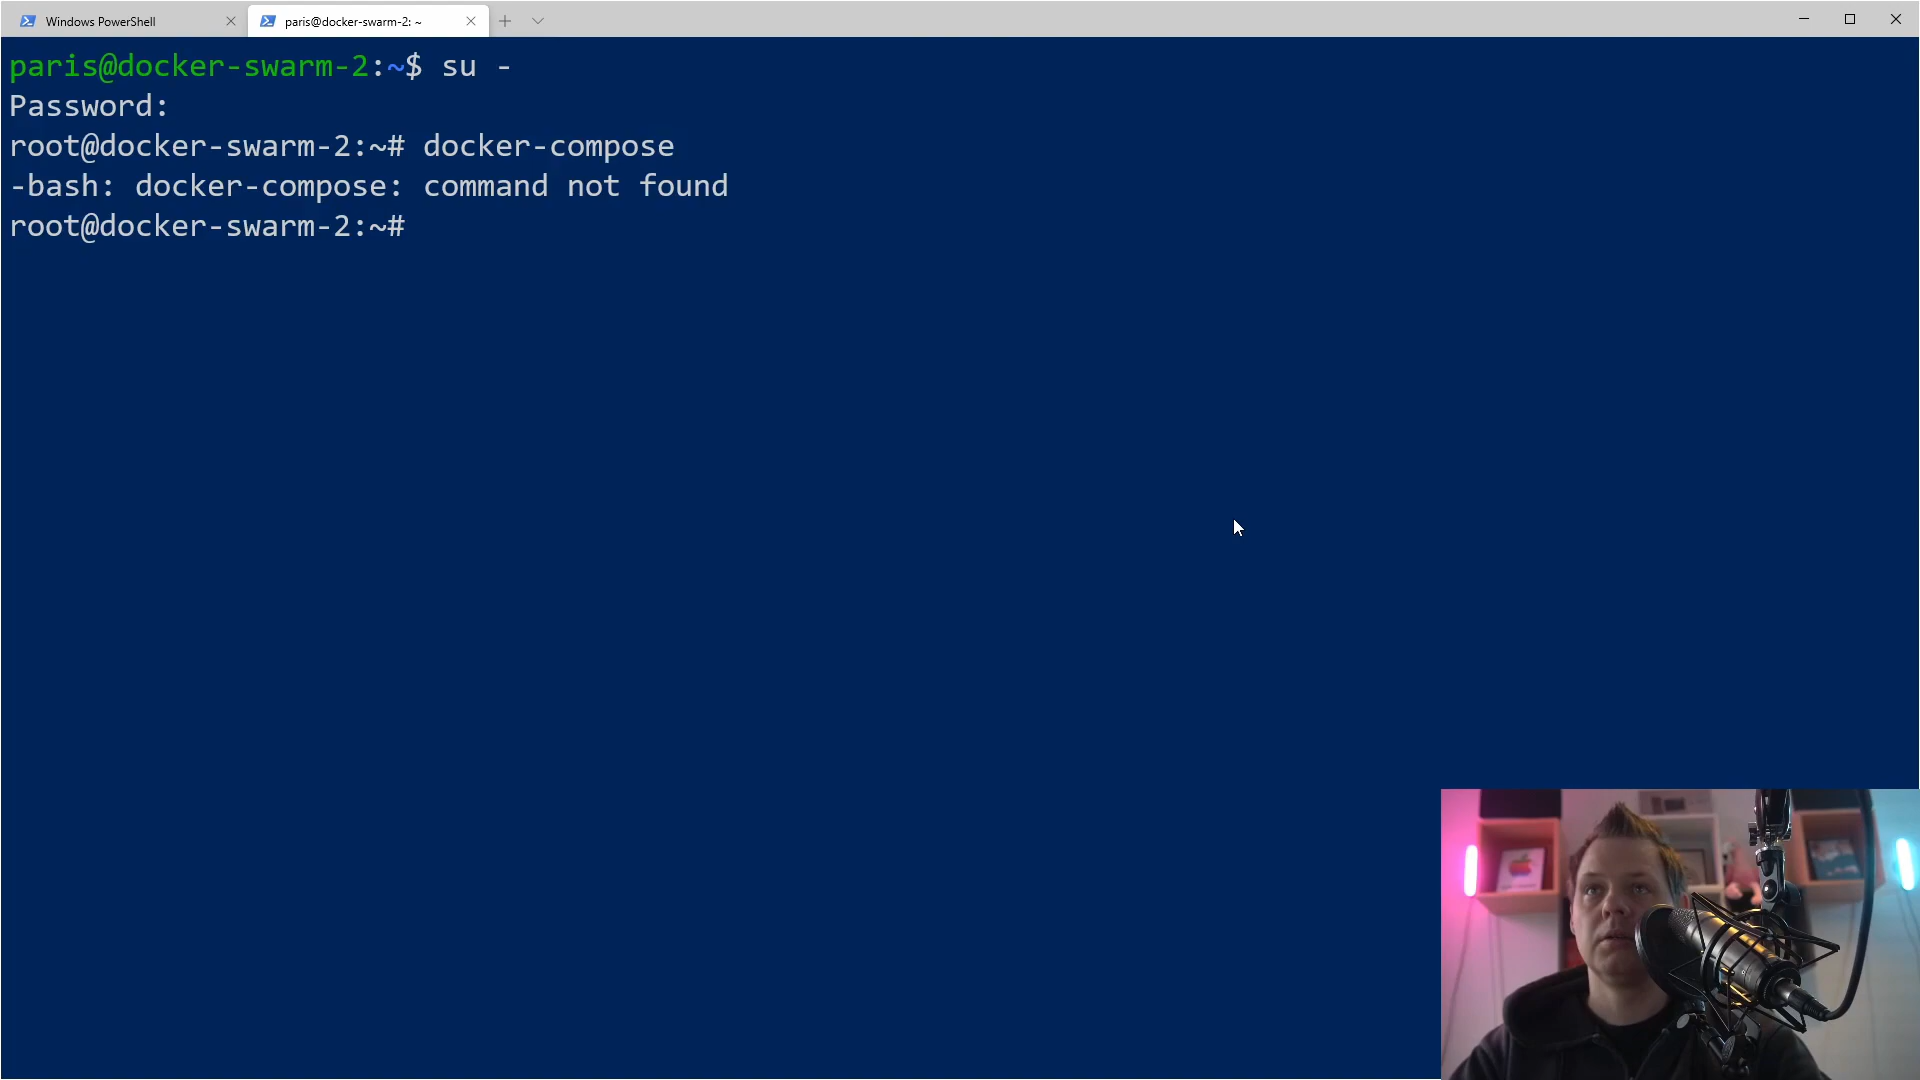 Windows PowerShell
paris@docker-swarm-2: ~
paris@docker-swarm-2:~$ su -
Password:
root@docker-swarm-2:~# docker-compose
-bash: docker-compose: command not found
root@docker-swarm-2:~#